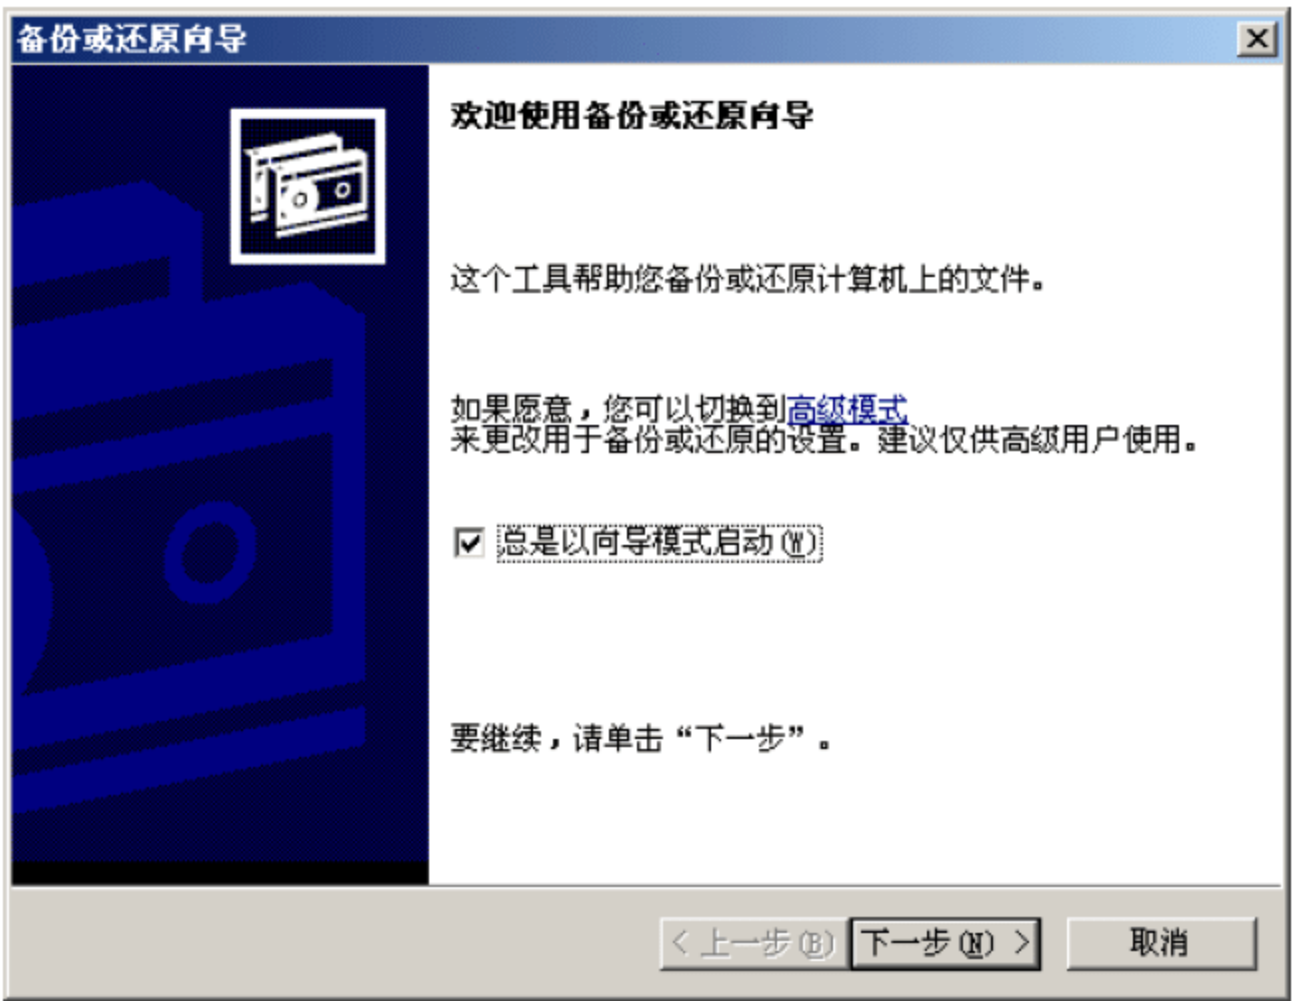 备份或还原向导
欢迎使用备份或还原向导
这个工具帮助您备份或还原计算机上的文件。
如果愿意，您可以切换到高级模式
来更改用于备份或还原的设置。建议仅供高级用户使用。
总是以向导模式启动(W)
要继续，请单击“下一步”。
< 上一步(B) 下一步(N) > 取消